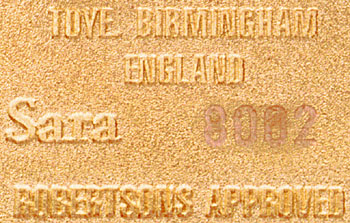 TOYE. BIRMINGHAM
ENGLAND
Sara 8002
ROBERTSONS APPROVED